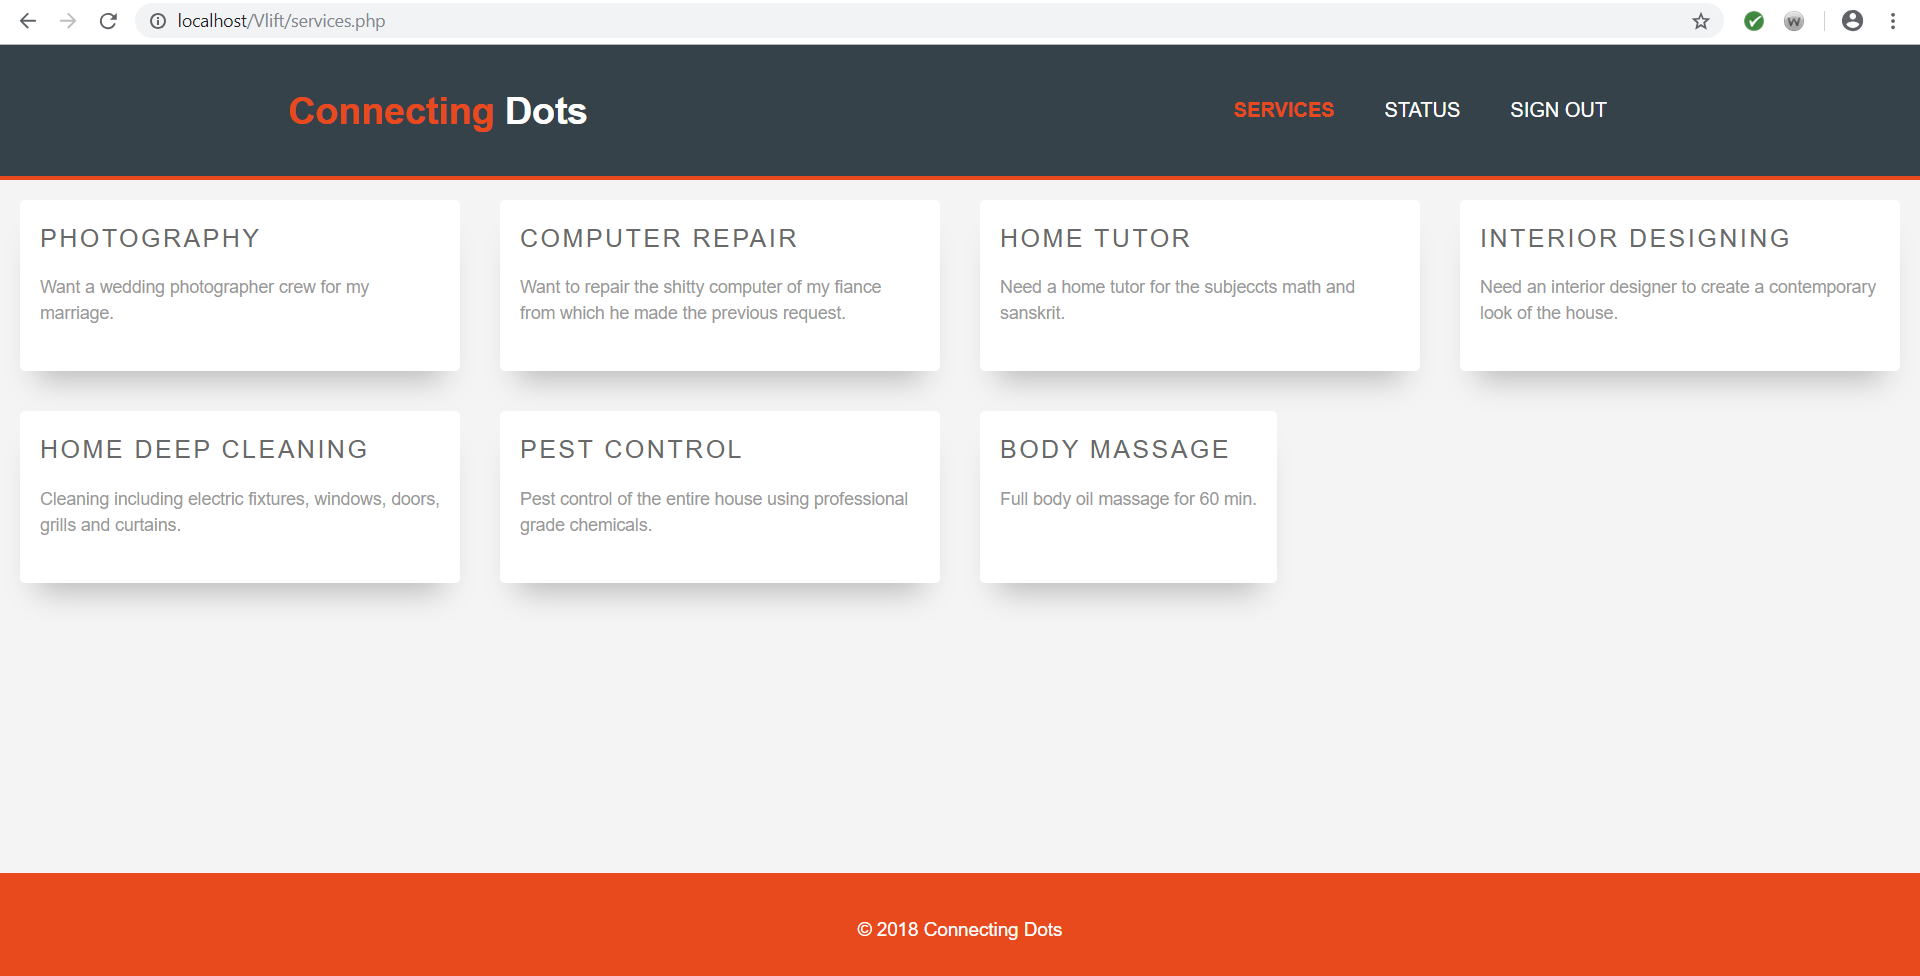 localhost/Vlift/services.php
Connecting Dots
SERVICES STATUS SIGN OUT
PHOTOGRAPHY
Want a wedding photographer crew for my
marriage.
COMPUTER REPAIR
Want to repair the shitty computer of my fiance
from which he made the previous request.
HOME TUTOR
Need a home tutor for the subjeccts math and
sanskrit.
INTERIOR DESIGNING
Need an interior designer to create a contemporary
look of the house.
HOME DEEP CLEANING
Cleaning including electric fixtures, windows, doors,
grills and curtains.
PEST CONTROL
Pest control of the entire house using professional
grade chemicals.
BODY MASSAGE
Full body oil massage for 60 min.
© 2018 Connecting Dots